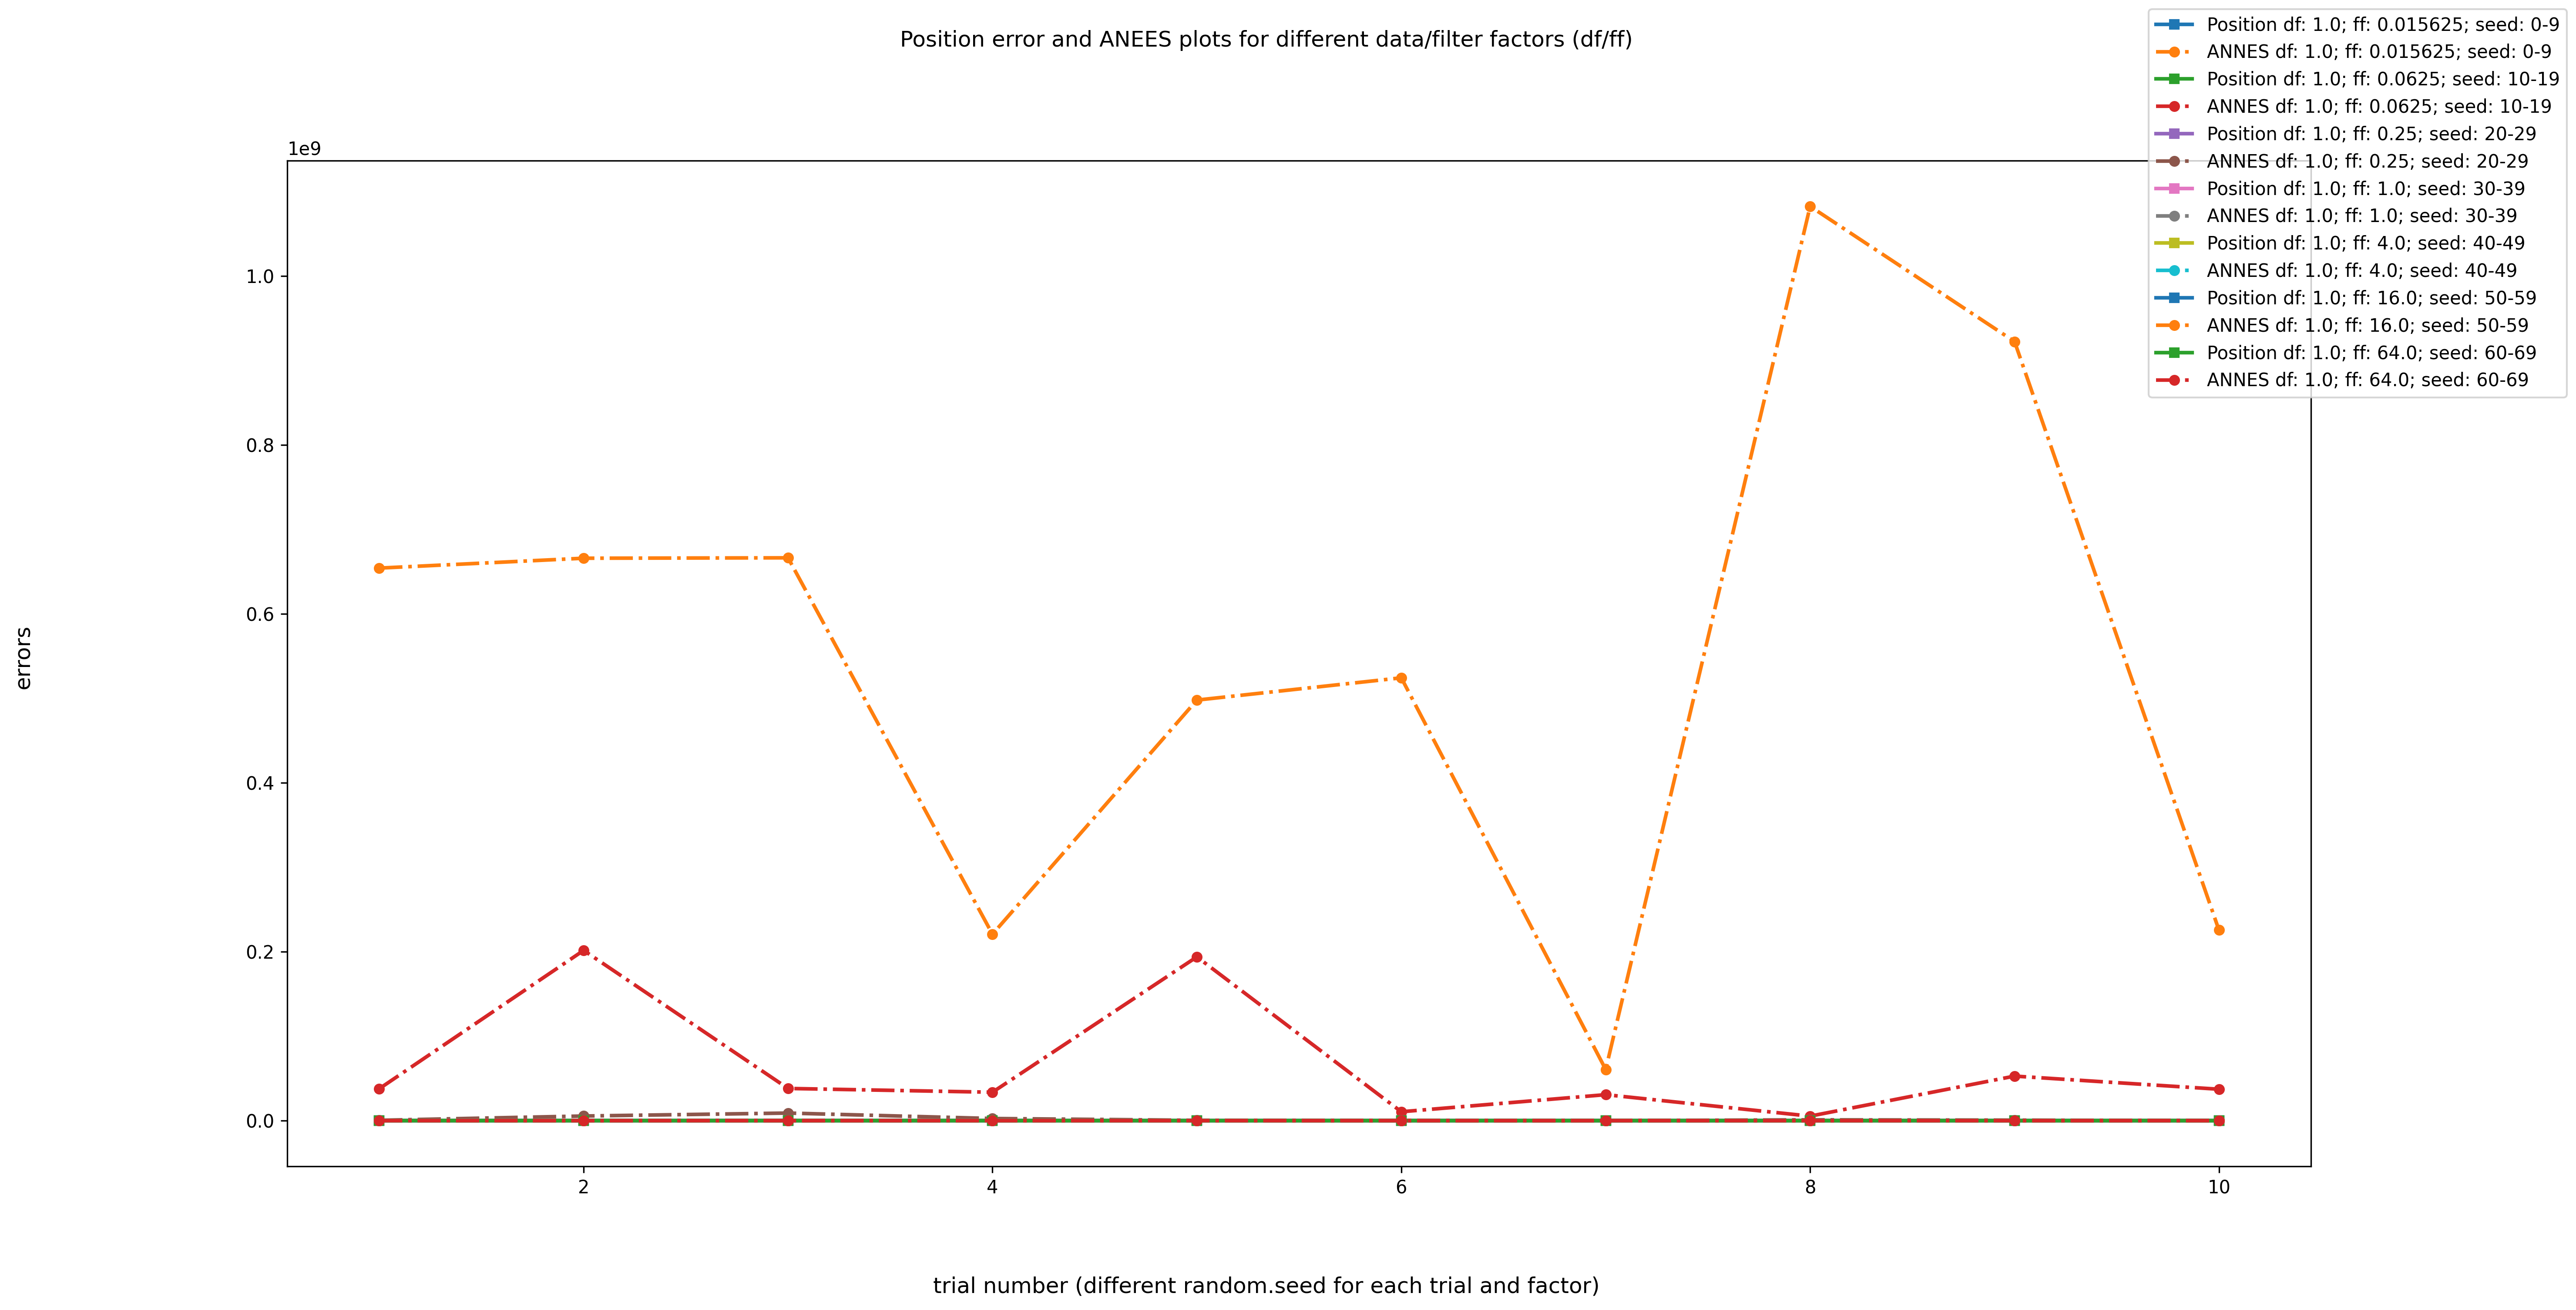 Position error and ANEES plots for different data/filter factors (df/ff)
Position df: 1.0; ff: 0.015625; seed: 0-9
ANNES df: 1.0; ff: 0.015625; seed: 0-9
Position df: 1.0; ff: 0.0625; seed: 10-19
ANNES df: 1.0; ff: 0.0625; seed: 10-19
Position df: 1.0; ff: 0.25; seed: 20-29
ANNES df: 1.0; ff: 0.25; seed: 20-29
Position df: 1.0; ff: 1.0; seed: 30-39
ANNES df: 1.0; ff: 1.0; seed: 30-39
Position df: 1.0; ff: 4.0; seed: 40-49
ANNES df: 1.0; ff: 4.0; seed: 40-49
Position df: 1.0; ff: 16.0; seed: 50-59
ANNES df: 1.0; ff: 16.0; seed: 50-59
Position df: 1.0; ff: 64.0; seed: 60-69
ANNES df: 1.0; ff: 64.0; seed: 60-69
1e9
1.0
0.8
0.6
0.4
0.2
0.0
errors
2 4 6 8 10
trial number (different random.seed for each trial and factor)